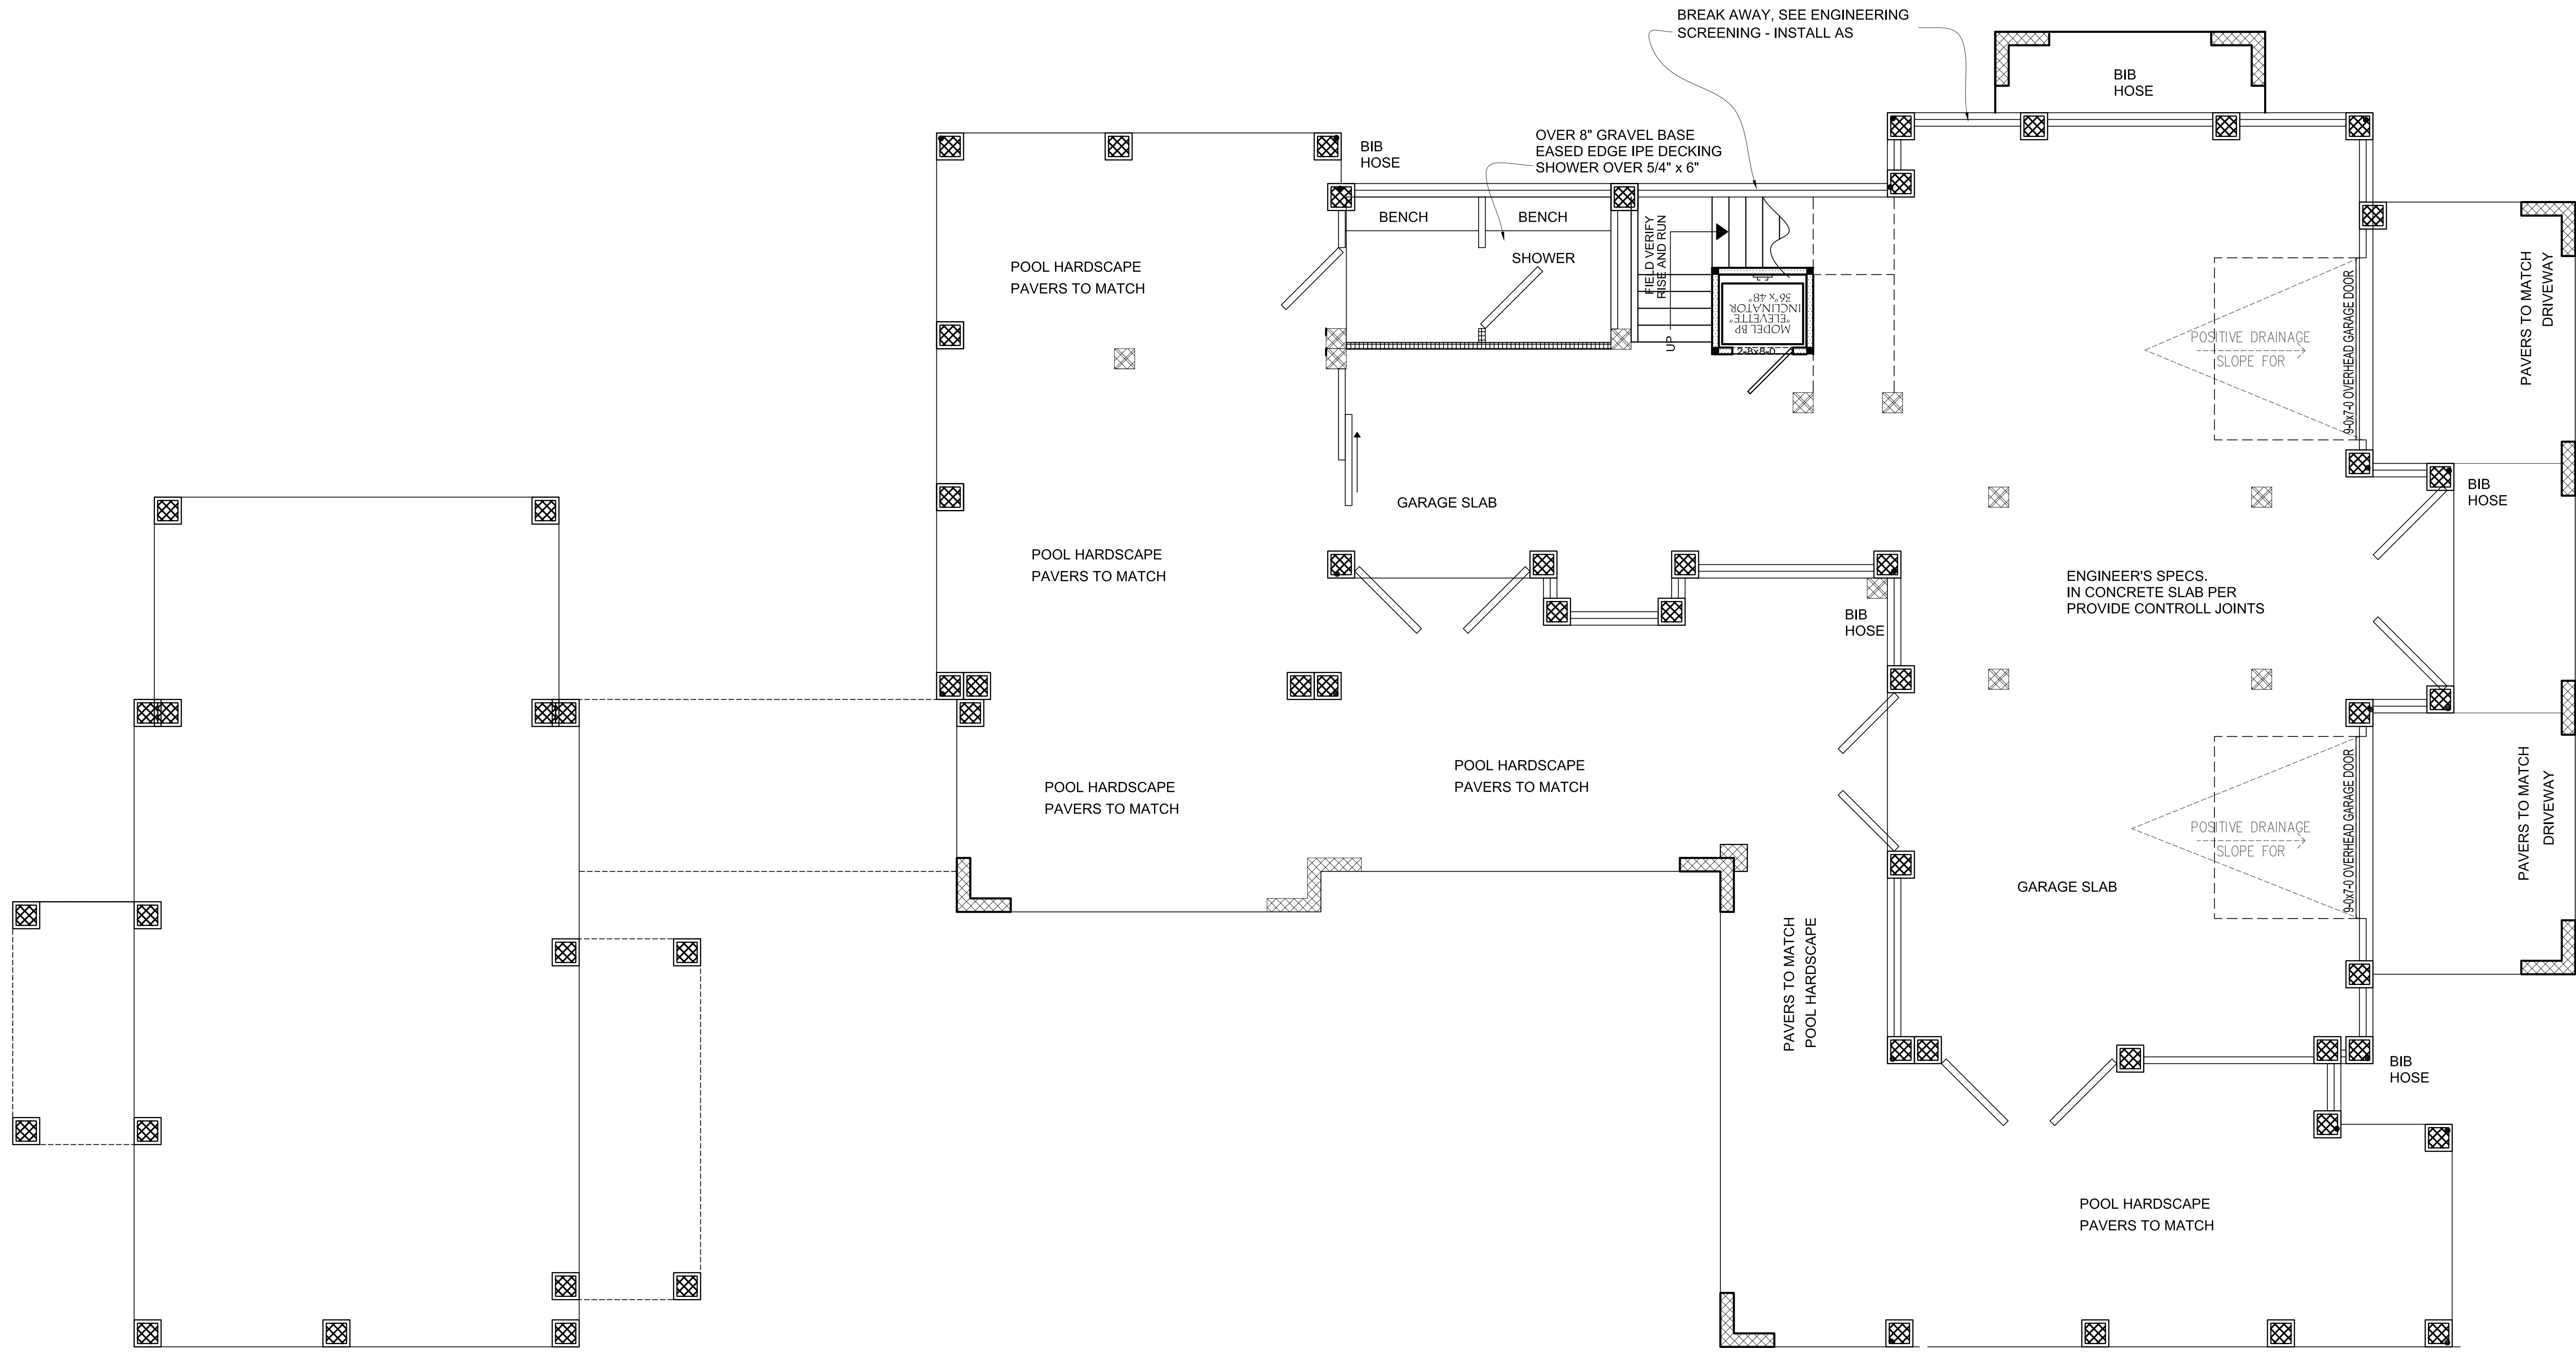 BREAK AWAY, SEE ENGINEERING
SCREENING - INSTALL AS
BIB
HOSE
OVER 8" GRAVEL BASE
EASED EDGE IPE DECKING
SHOWER OVER 5/4" x 6"
BIB
HOSE
BENCH
BENCH
SHOWER
FIELD VERIFY
RISE AND RUN
UP
MODEL BP
"ELEVETTE"
INCLINATOR
36" x 48"
2-8x8-0
POOL HARDSCAPE
PAVERS TO MATCH
PAVERS TO MATCH
DRIVEWAY
9-0x7-0 OVERHEAD GARAGE DOOR
POSITIVE DRAINAGE
SLOPE FOR
GARAGE SLAB
BIB
HOSE
POOL HARDSCAPE
PAVERS TO MATCH
ENGINEER'S SPECS.
IN CONCRETE SLAB PER
PROVIDE CONTROLL JOINTS
BIB
HOSE
POOL HARDSCAPE
PAVERS TO MATCH
POOL HARDSCAPE
PAVERS TO MATCH
PAVERS TO MATCH
DRIVEWAY
9-0x7-0 OVERHEAD GARAGE DOOR
POSITIVE DRAINAGE
SLOPE FOR
GARAGE SLAB
PAVERS TO MATCH
POOL HARDSCAPE
BIB
HOSE
POOL HARDSCAPE
PAVERS TO MATCH